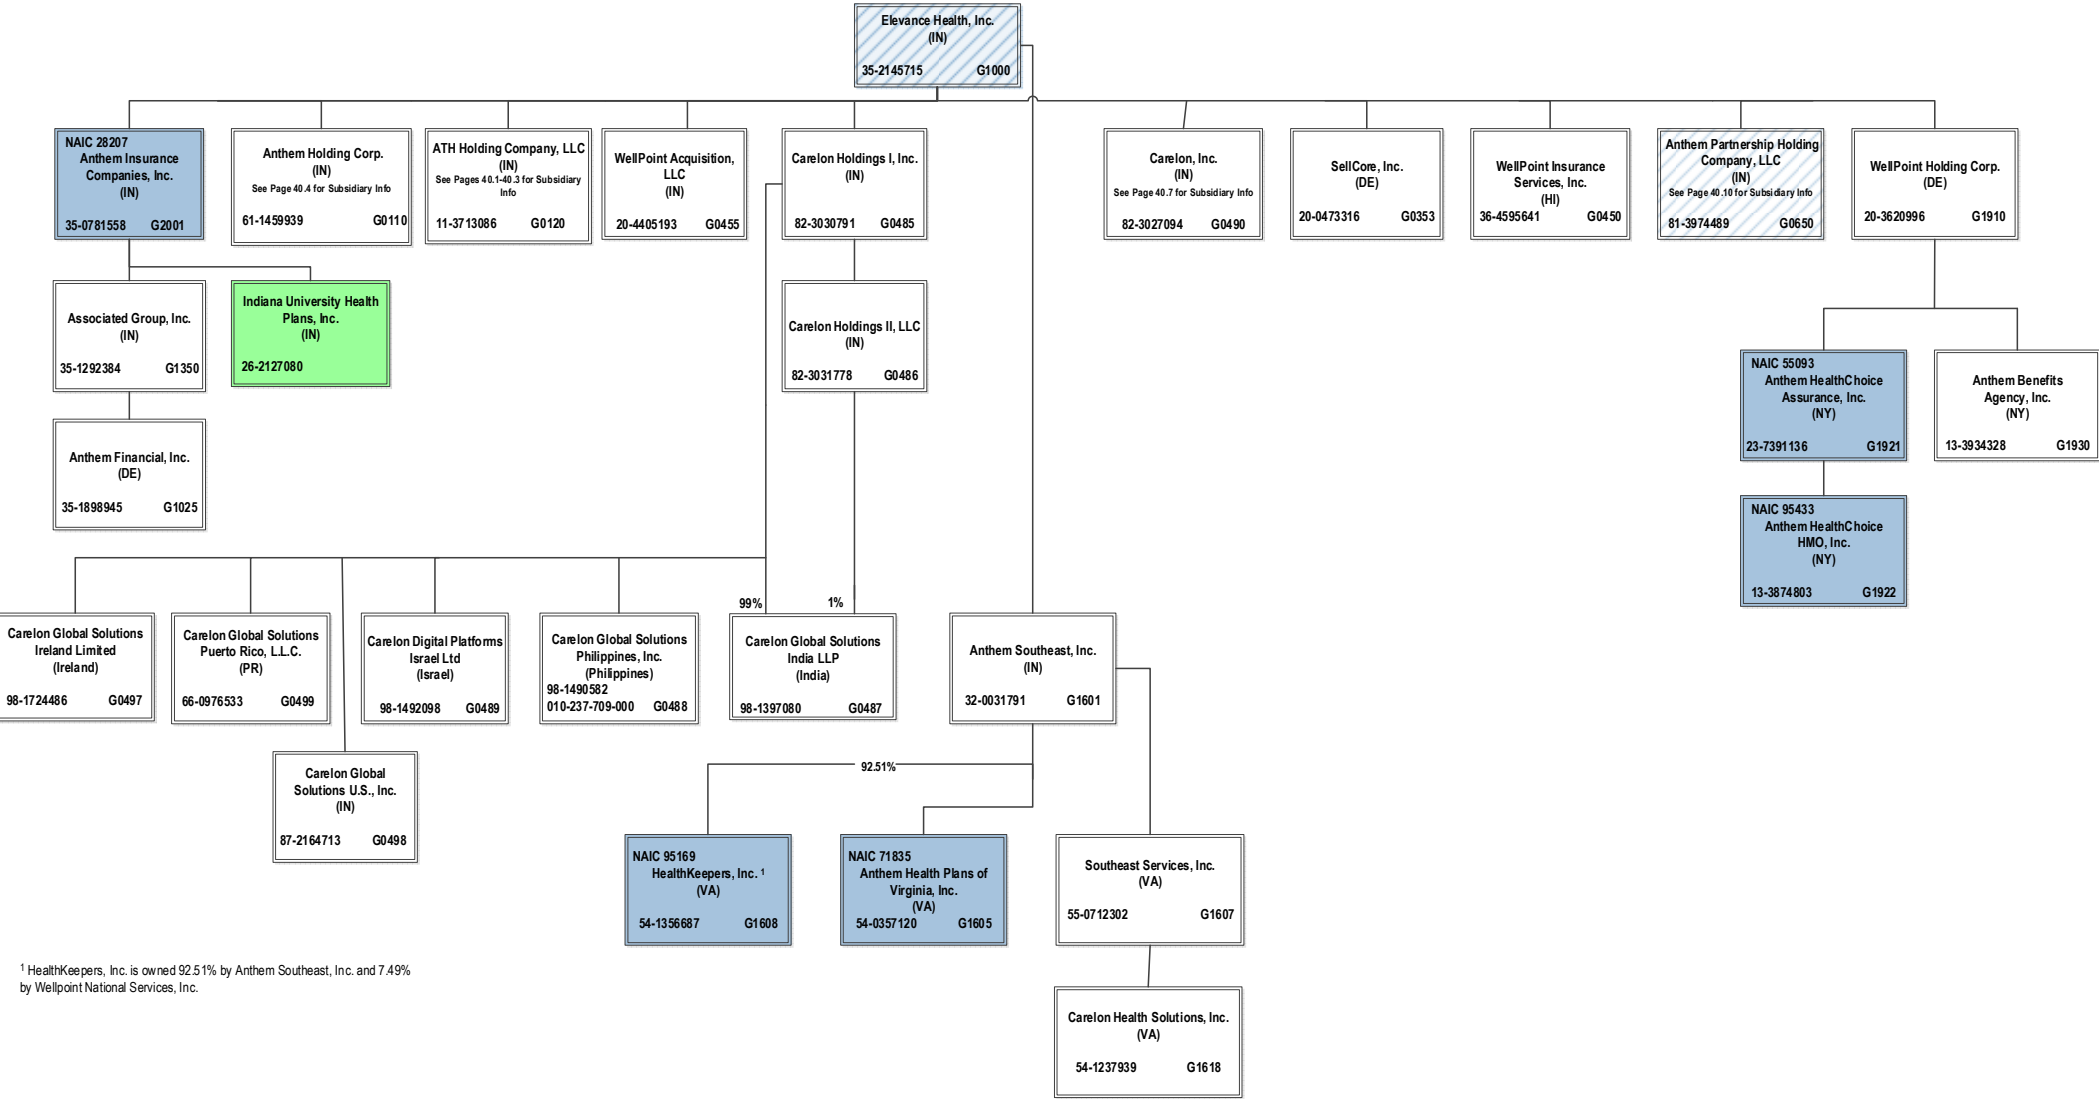 Elevance Health, Inc.
(IN)
35-2145715 G1000
NAIC 28207
Anthem Insurance
Companies, Inc.
(IN)
35-0781558 G2001
Anthem Holding Corp.
(IN)
See Page 40.4 for Subsidiary Info
61-1459939 G0110
ATH Holding Company, LLC
(IN)
See Pages 40.1-40.3 for Subsidiary
Info
11-3713086 G0120
WellPoint Acquisition,
LLC
(IN)
20-4405193 G0455
Carelon Holdings I, Inc.
(IN)
82-3030791 G0485
Carelon, Inc.
(IN)
See Page 40.7 for Subsidiary Info
82-3027094 G0490
SellCore, Inc.
(DE)
20-0473316 G0353
WellPoint Insurance
Services, Inc.
(HI)
36-4595641 G0450
Anthem Partnership Holding
Company, LLC
(IN)
See Page 40.10 for Subsidiary Info
81-3974489 G0650
WellPoint Holding Corp.
(DE)
20-3620996 G1910
Associated Group, Inc.
(IN)
35-1292384 G1350
Indiana University Health
Plans, Inc.
(IN)
26-2127080
Carelon Holdings II, LLC
(IN)
82-3031778 G0486
NAIC 55093
Anthem HealthChoice
Assurance, Inc.
(NY)
23-7391136 G1921
Anthem Benefits
Agency, Inc.
(NY)
13-3934328 G1930
Anthem Financial, Inc.
(DE)
35-1898945 G1025
NAIC 95433
Anthem HealthChoice
HMO, Inc.
(NY)
13-3874803 G1922
99% 1%
Carelon Global Solutions
Ireland Limited
(Ireland)
98-1724486 G0497
Carelon Global Solutions
Puerto Rico, L.L.C.
(PR)
66-0976533 G0499
Carelon Digital Platforms
Israel Ltd
(Israel)
98-1492098 G0489
Carelon Global Solutions
Philippines, Inc.
(Philippines)
98-1490582
010-237-709-000 G0488
Carelon Global Solutions
India LLP
(India)
98-1397080 G0487
Anthem Southeast, Inc.
(IN)
32-0031791 G1601
Carelon Global
Solutions U.S., Inc.
(IN)
87-2164713 G0498
92.51%
NAIC 95169
HealthKeepers, Inc. 1
(VA)
54-1356687 G1608
NAIC 71835
Anthem Health Plans of
Virginia, Inc.
(VA)
54-0357120 G1605
Southeast Services, Inc.
(VA)
55-0712302 G1607
1 HealthKeepers, Inc. is owned 92.51% by Anthem Southeast, Inc. and 7.49%
by Wellpoint National Services, Inc.
Carelon Health Solutions, Inc.
(VA)
54-1237939 G1618